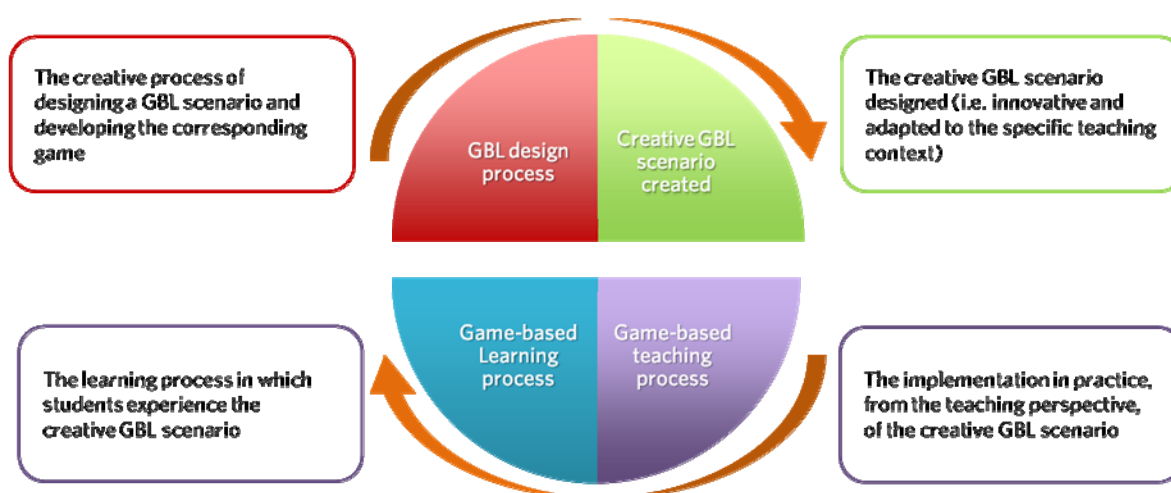 The creative process of
designing a GBL scenario and
developing the corresponding
game
GBL design
process
Creative GBL
scenario
created
The creative GBL scenario
designed (i.e. innovative and
adapted to the specific teaching
context)
The learning process in which
students experience the
creative GBL scenario
Game-based
Learning
process
Game-based
teaching
process
The implementation in practice,
from the teaching perspective,
of the creative GBL scenario